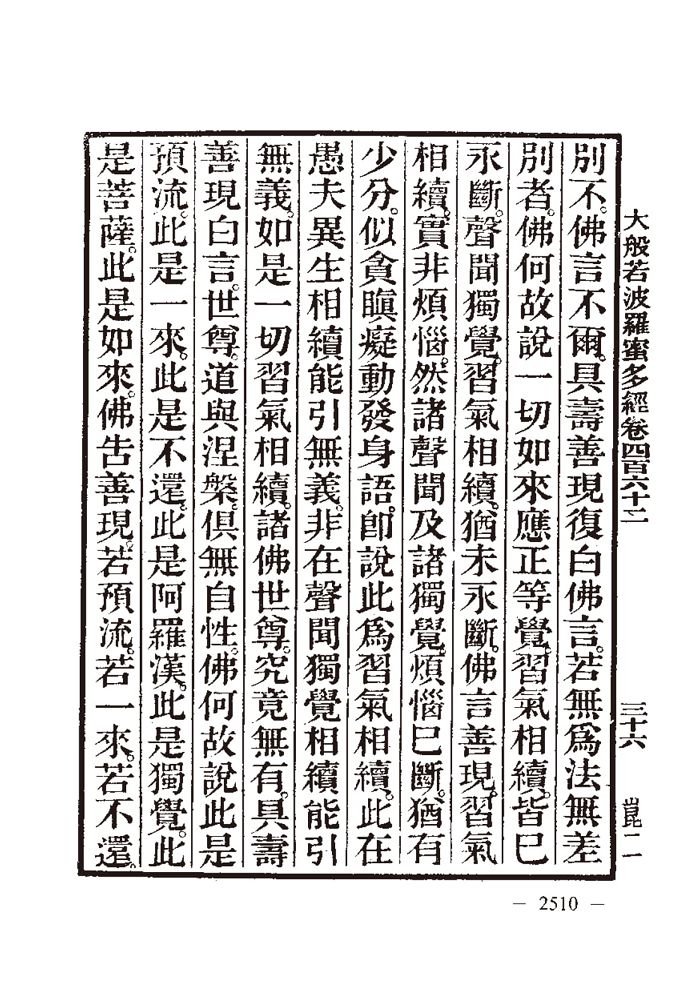 大般若波羅蜜多經卷四百六十二
三十六
崑二
別不。佛言不爾。具壽善現復白佛言。若無爲法無差
別者。佛何故說一切如來應正等覺。習氣相續。皆已
永斷。聲聞獨覺。習氣相續。猶未永斷。佛言善現。習氣
相續。實非煩惱。然諸聲聞及諸獨覺。煩惱已斷。猶有
少分。似貪瞋癡動發身語。卽說此爲習氣相續。此在
愚夫異生相續能引無義。非在聲聞獨覺相續能引
無義。如是一切習氣相續。諸佛世尊。究竟無有。具壽
善現白言。世尊。道與涅槃。俱無自性。佛何故說此是
預流。此是一來。此是不還。此是阿羅漢。此是獨覺。此
是菩薩。此是如來。佛告善現。若預流。若一來。若不還。
— 2510 —